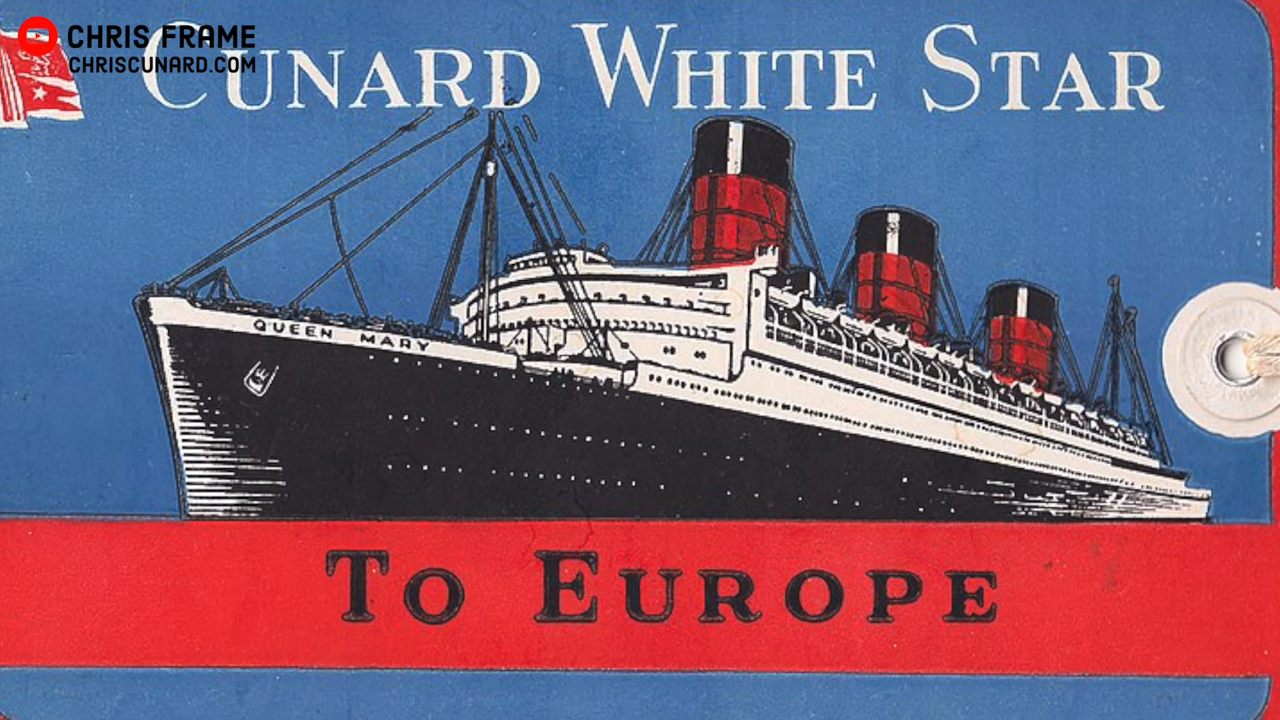 CHRIS FRAME
CHRISCUNARD.COM
CUNARD WHITE STAR
QUEEN MARY
TO EUROPE